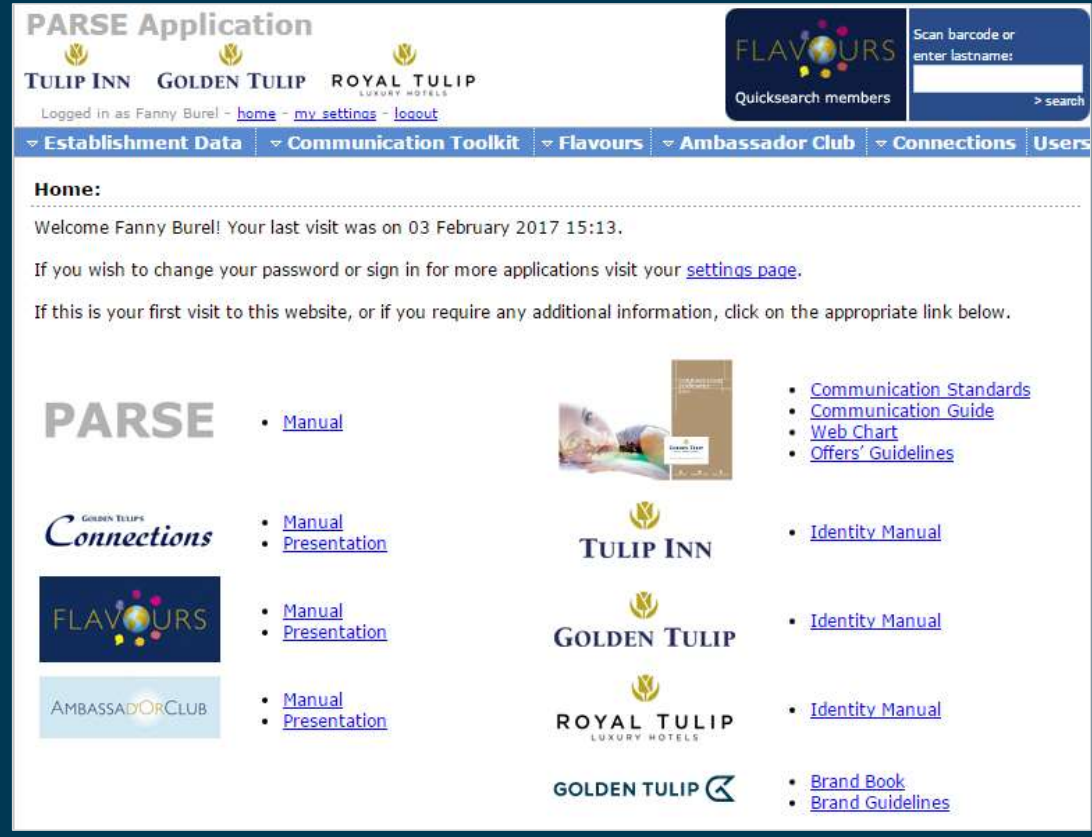 PARSE Application
TULIP INN GOLDEN TULIP ROYAL TULIP
LUXURY HOTELS
Logged in as Fanny Burel - home - my settings - logout
FLAVOURS
Quicksearch members
Scan barcode or
enter lastname:
> search
Establishment Data Communication Toolkit Flavours Ambassador Club Connections Users
Home:
Welcome Fanny Burel! Your last visit was on 03 February 2017 15:13.
If you wish to change your password or sign in for more applications visit your settings page.
If this is your first visit to this website, or if you require any additional information, click on the appropriate link below.
PARSE
• Manual
GOLDEN TULIP
• Communication Standards
• Communication Guide
• Web Chart
• Offers' Guidelines
GOLDEN TULIP'S
Connections
• Manual
• Presentation
TULIP INN
• Identity Manual
FLAVOURS
• Manual
• Presentation
GOLDEN TULIP
• Identity Manual
AMBASSAD'ORCLUB
• Manual
• Presentation
ROYAL TULIP
LUXURY HOTELS
• Identity Manual
GOLDEN TULIP
• Brand Book
• Brand Guidelines